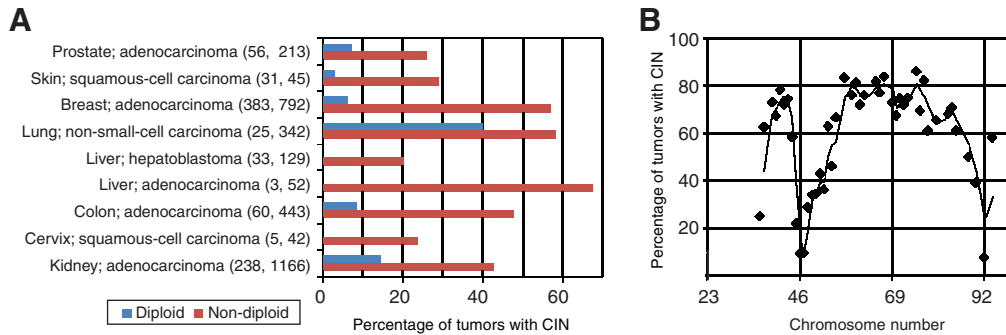 A
Prostate; adenocarcinoma (56, 213)
Skin; squamous-cell carcinoma (31, 45)
Breast; adenocarcinoma (383, 792)
Lung; non-small-cell carcinoma (25, 342)
Liver; hepatoblastoma (33, 129)
Liver; adenocarcinoma (3, 52)
Colon; adenocarcinoma (60, 443)
Cervix; squamous-cell carcinoma (5, 42)
Kidney; adenocarcinoma (238, 1166)
0 20 40 60
Diploid Non-diploid
Percentage of tumors with CIN
B
Percentage of tumors with CIN
100
80
60
40
20
23 46 69 92
Chromosome number